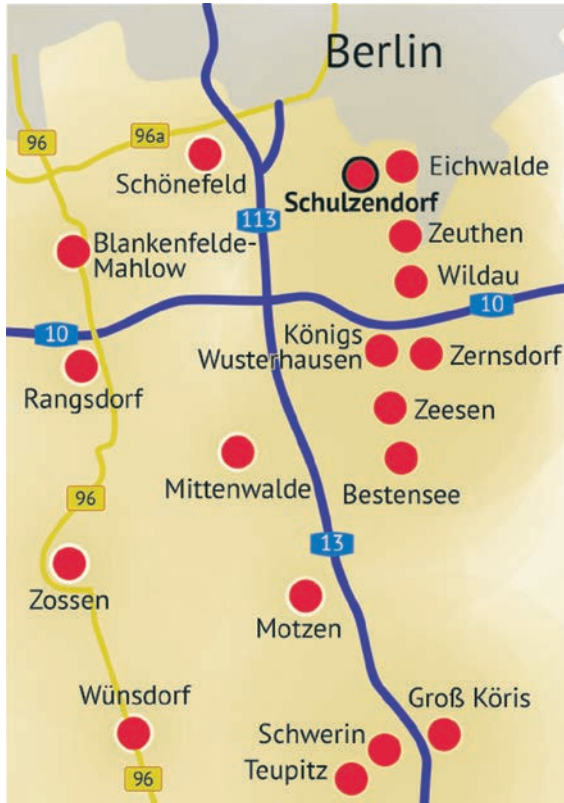 Berlin
96
96a
Schönefeld
Eichwalde
Schulzendorf
113
Zeuthen
Blankenfelde-
Mahlow
Wildau
10
10
Königs
Wusterhausen
Zernsdorf
Rangsdorf
Zeesen
Mittenwalde
Bestensee
96
13
Zossen
Motzen
Wünsdorf
Groß Köris
Schwerin
Teupitz
96